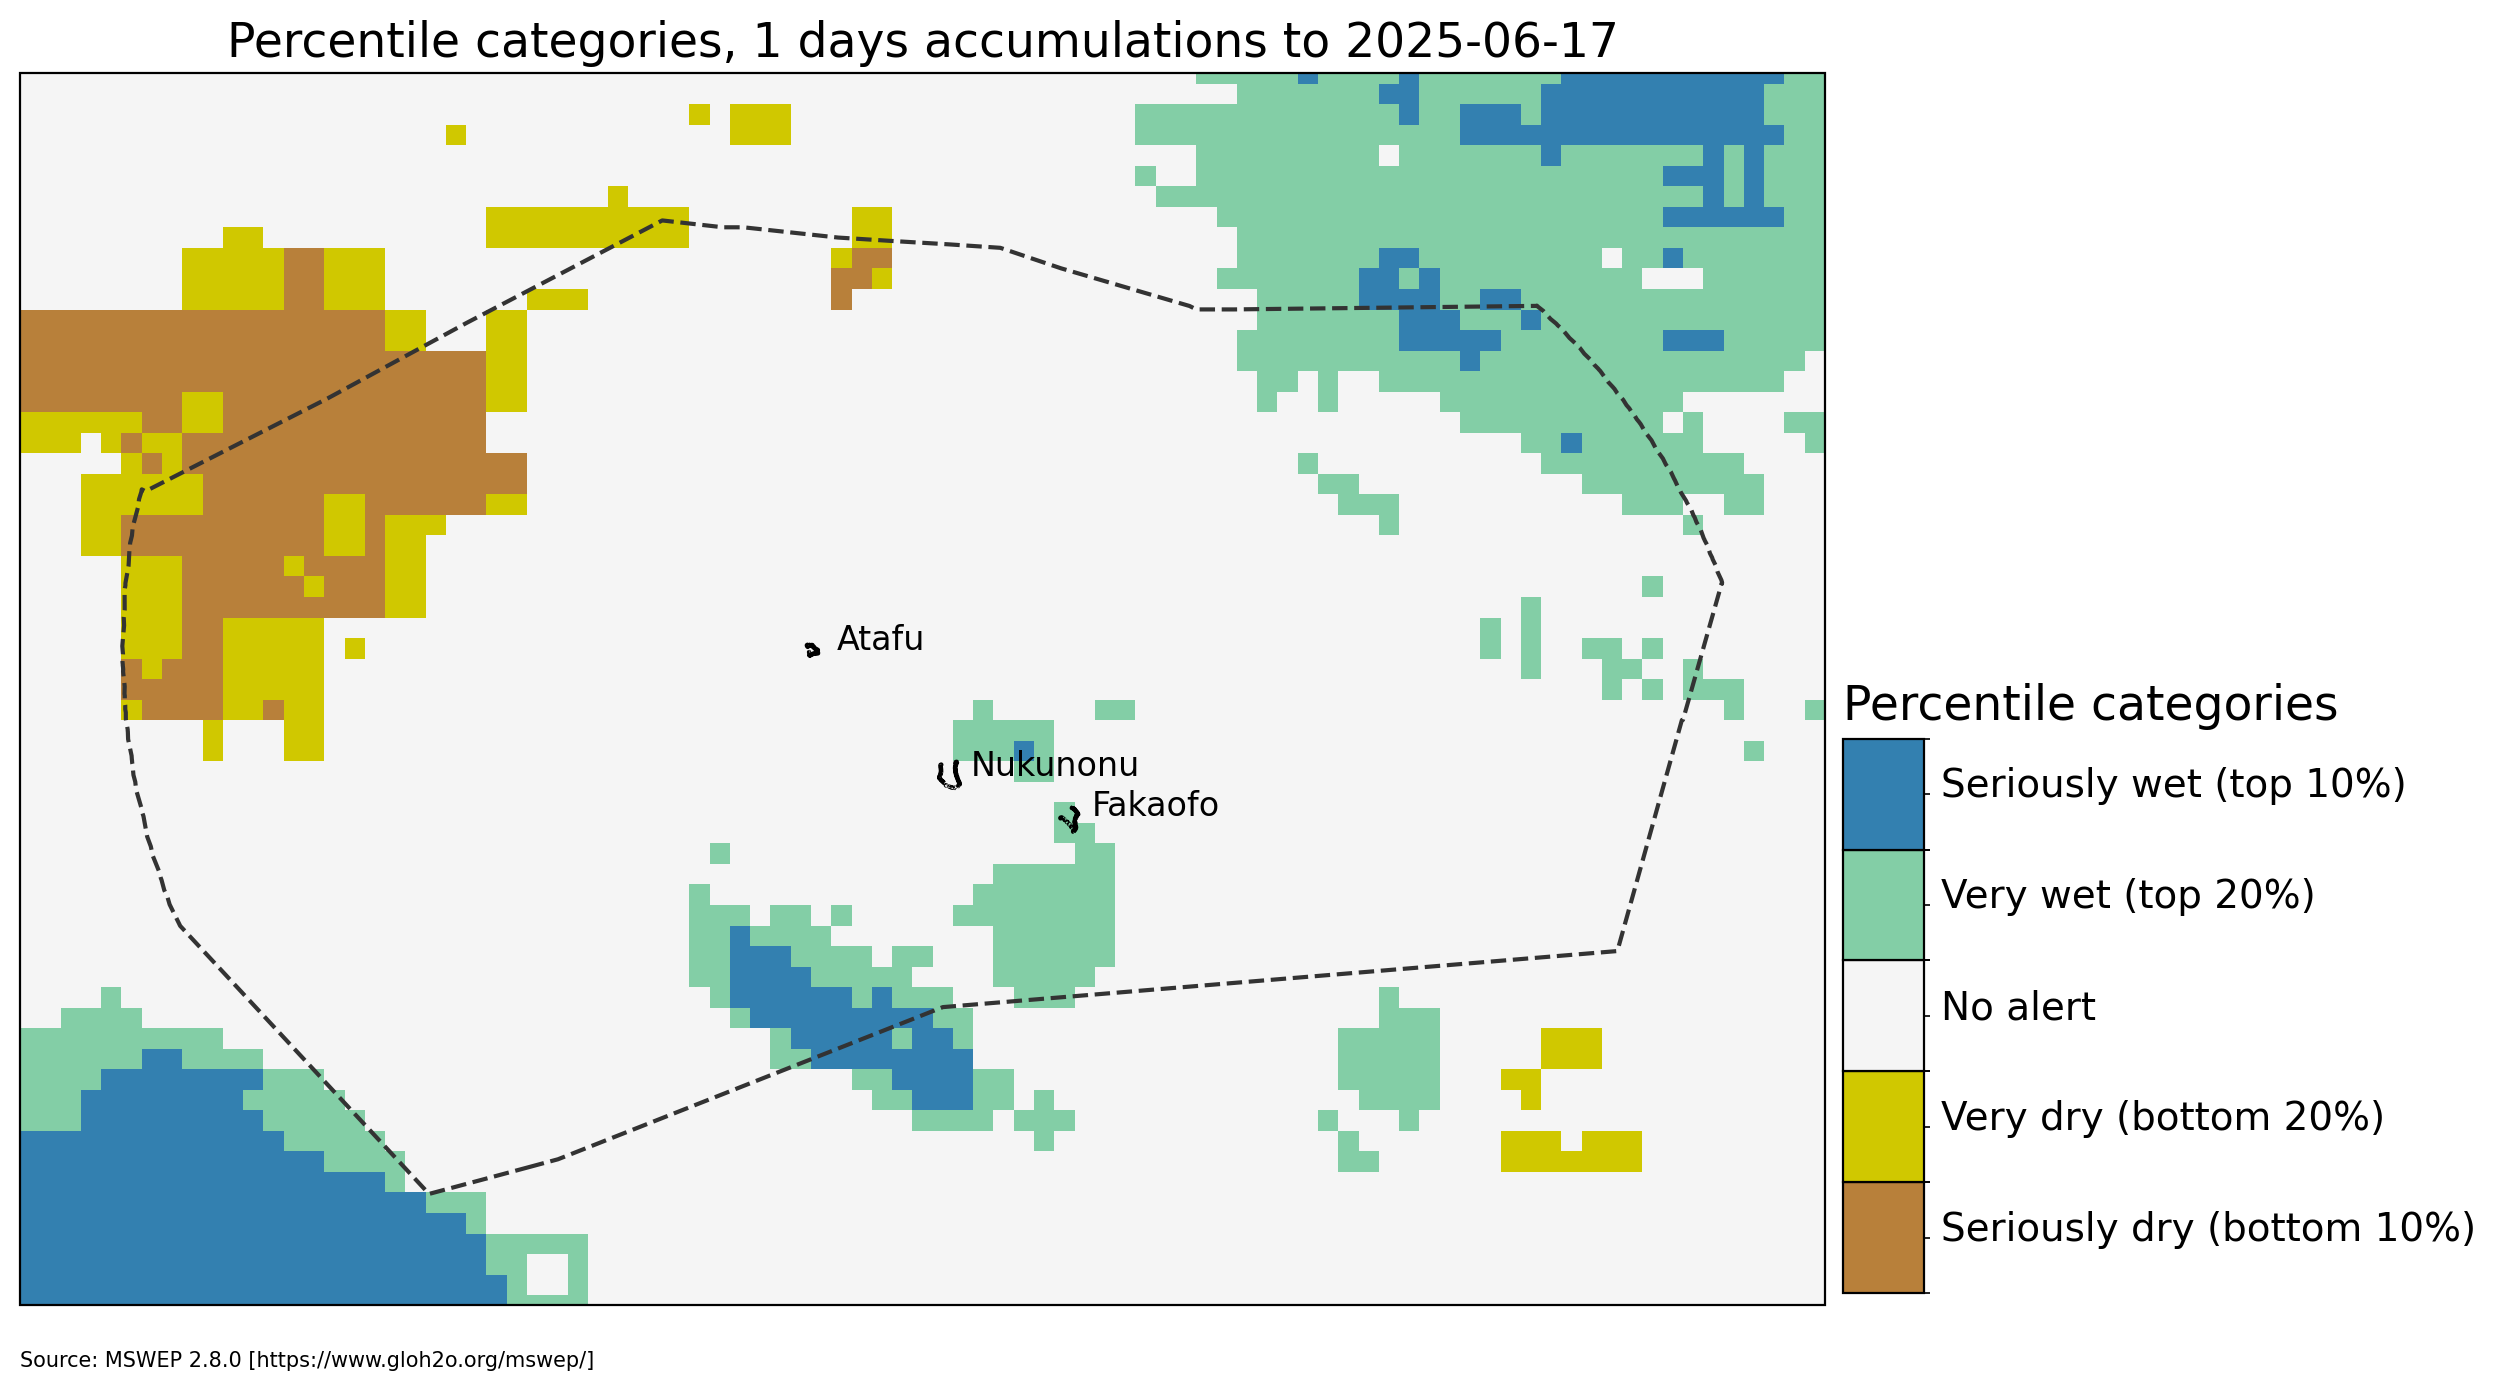 Percentile categories, 1 days accumulations to 2025-06-17
Atafu
Nukunonu
Fakaofo
Percentile categories
Seriously wet (top 10%)
Very wet (top 20%)
No alert
Very dry (bottom 20%)
Seriously dry (bottom 10%)
Source: MSWEP 2.8.0 [https://www.gloh2o.org/mswep/]